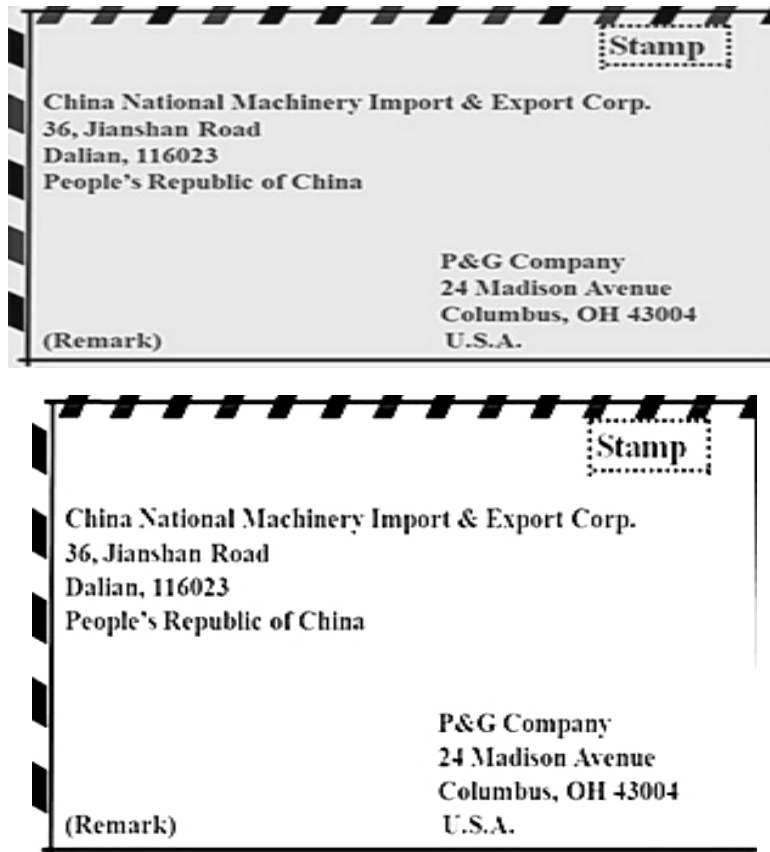 Stamp
China National Machinery Import & Export Corp.
36, Jianshan Road
Dalian, 116023
People's Republic of China
P&G Company
24 Madison Avenue
Columbus, OH 43004
(Remark) U.S.A.
Stamp
China National Machinery Import & Export Corp.
36, Jianshan Road
Dalian, 116023
People's Republic of China
P&G Company
24 Madison Avenue
Columbus, OH 43004
(Remark) U.S.A.